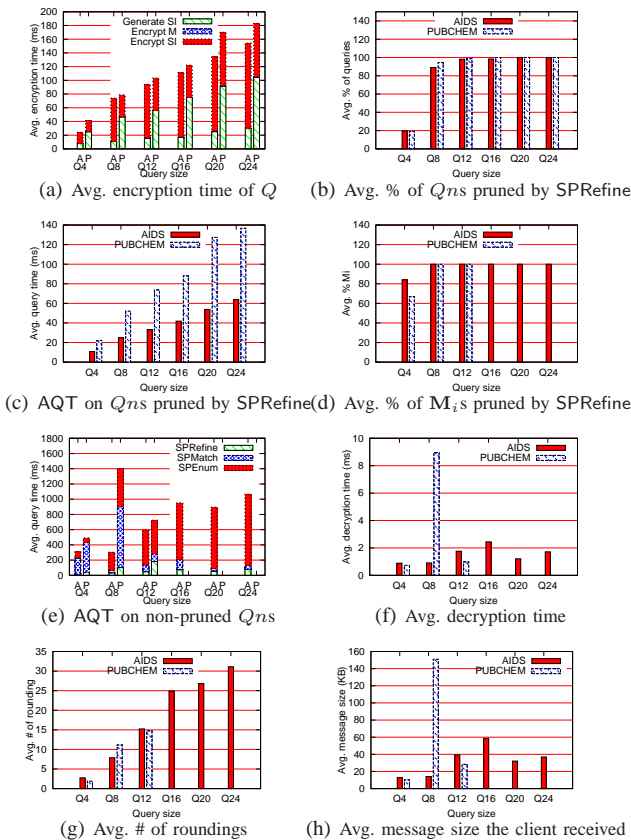 Generate SI
Encrypt M
Encrypt SI
Avg. encryption time (ms)
200
180
160
140
120
100
80
60
40
20
0
A P A P A P A P A P A P
Q4 Q8 Q12 Q16 Q20 Q24
Query size
(a) Avg. encryption time of Q
AIDS
PUBCHEM
Avg. % of queries
140
120
100
80
60
40
20
0
Q4 Q8 Q12 Q16 Q20 Q24
Query size
(b) Avg. % of Qns pruned by SPRefine
AIDS
PUBCHEM
Avg. query time (ms)
140
120
100
80
60
40
20
0
Q4 Q8 Q12 Q16 Q20 Q24
Query size
(c) AQT on Qns pruned by SPRefine
AIDS
PUBCHEM
Avg. % Mi
140
120
100
80
60
40
20
0
Q4 Q8 Q12 Q16 Q20 Q24
Query size
(d) Avg. % of Mis pruned by SPRefine
SPRefine
SPMatch
SPEnum
Avg. query time (ms)
1800
1600
1400
1200
1000
800
600
400
200
0
A P A P A P A P A P A P
Q4 Q8 Q12 Q16 Q20 Q24
Query size
(e) AQT on non-pruned Qns
AIDS
PUBCHEM
Avg. decryption time (ms)
10
8
6
4
2
0
Q4 Q8 Q12 Q16 Q20 Q24
Query size
(f) Avg. decryption time
AIDS
PUBCHEM
Avg. # of rounding
35
30
25
20
15
10
5
0
Q4 Q8 Q12 Q16 Q20 Q24
Query size
(g) Avg. # of roundings
AIDS
PUBCHEM
Avg. message size (KB)
160
140
120
100
80
60
40
20
0
Q4 Q8 Q12 Q16 Q20 Q24
Query size
(h) Avg. message size the client received